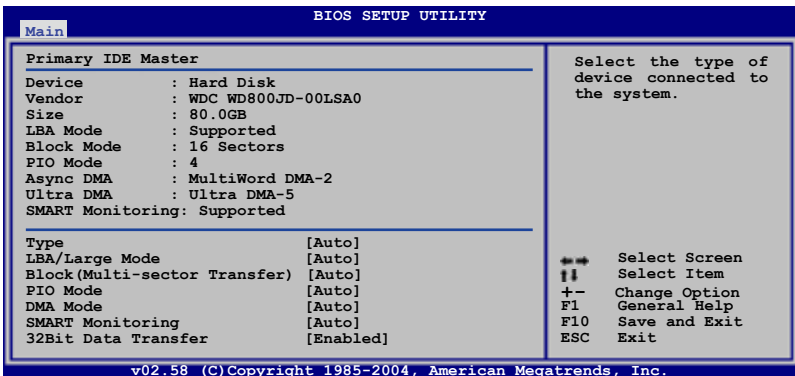 BIOS SETUP UTILITY
Main
Primary IDE Master
Device : Hard Disk
Vendor : WDC WD800JD-00LSA0
Size : 80.0GB
LBA Mode : Supported
Block Mode : 16 Sectors
PIO Mode : 4
Async DMA : MultiWord DMA-2
Ultra DMA : Ultra DMA-5
SMART Monitoring: Supported
Type [Auto]
LBA/Large Mode [Auto]
Block(Multi-sector Transfer) [Auto]
PIO Mode [Auto]
DMA Mode [Auto]
SMART Monitoring [Auto]
32Bit Data Transfer [Enabled]
Select the type of
device connected to
the system.
Select Screen
Select Item
+- Change Option
F1 General Help
F10 Save and Exit
ESC Exit
v02.58 (C)Copyright 1985-2004, American Megatrends, Inc.